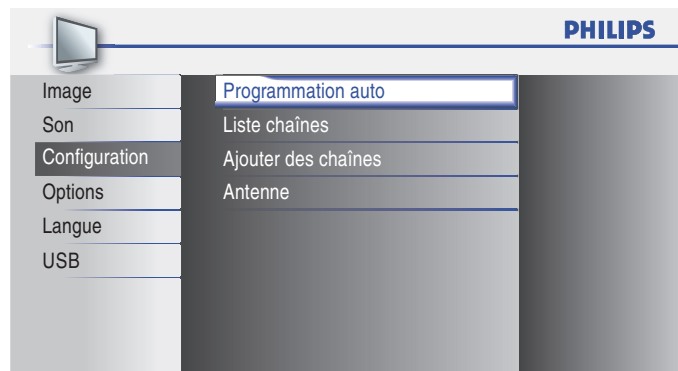 PHILIPS
Image
Son
Configuration
Options
Langue
USB
Programmation auto
Liste chaînes
Ajouter des chaînes
Antenne